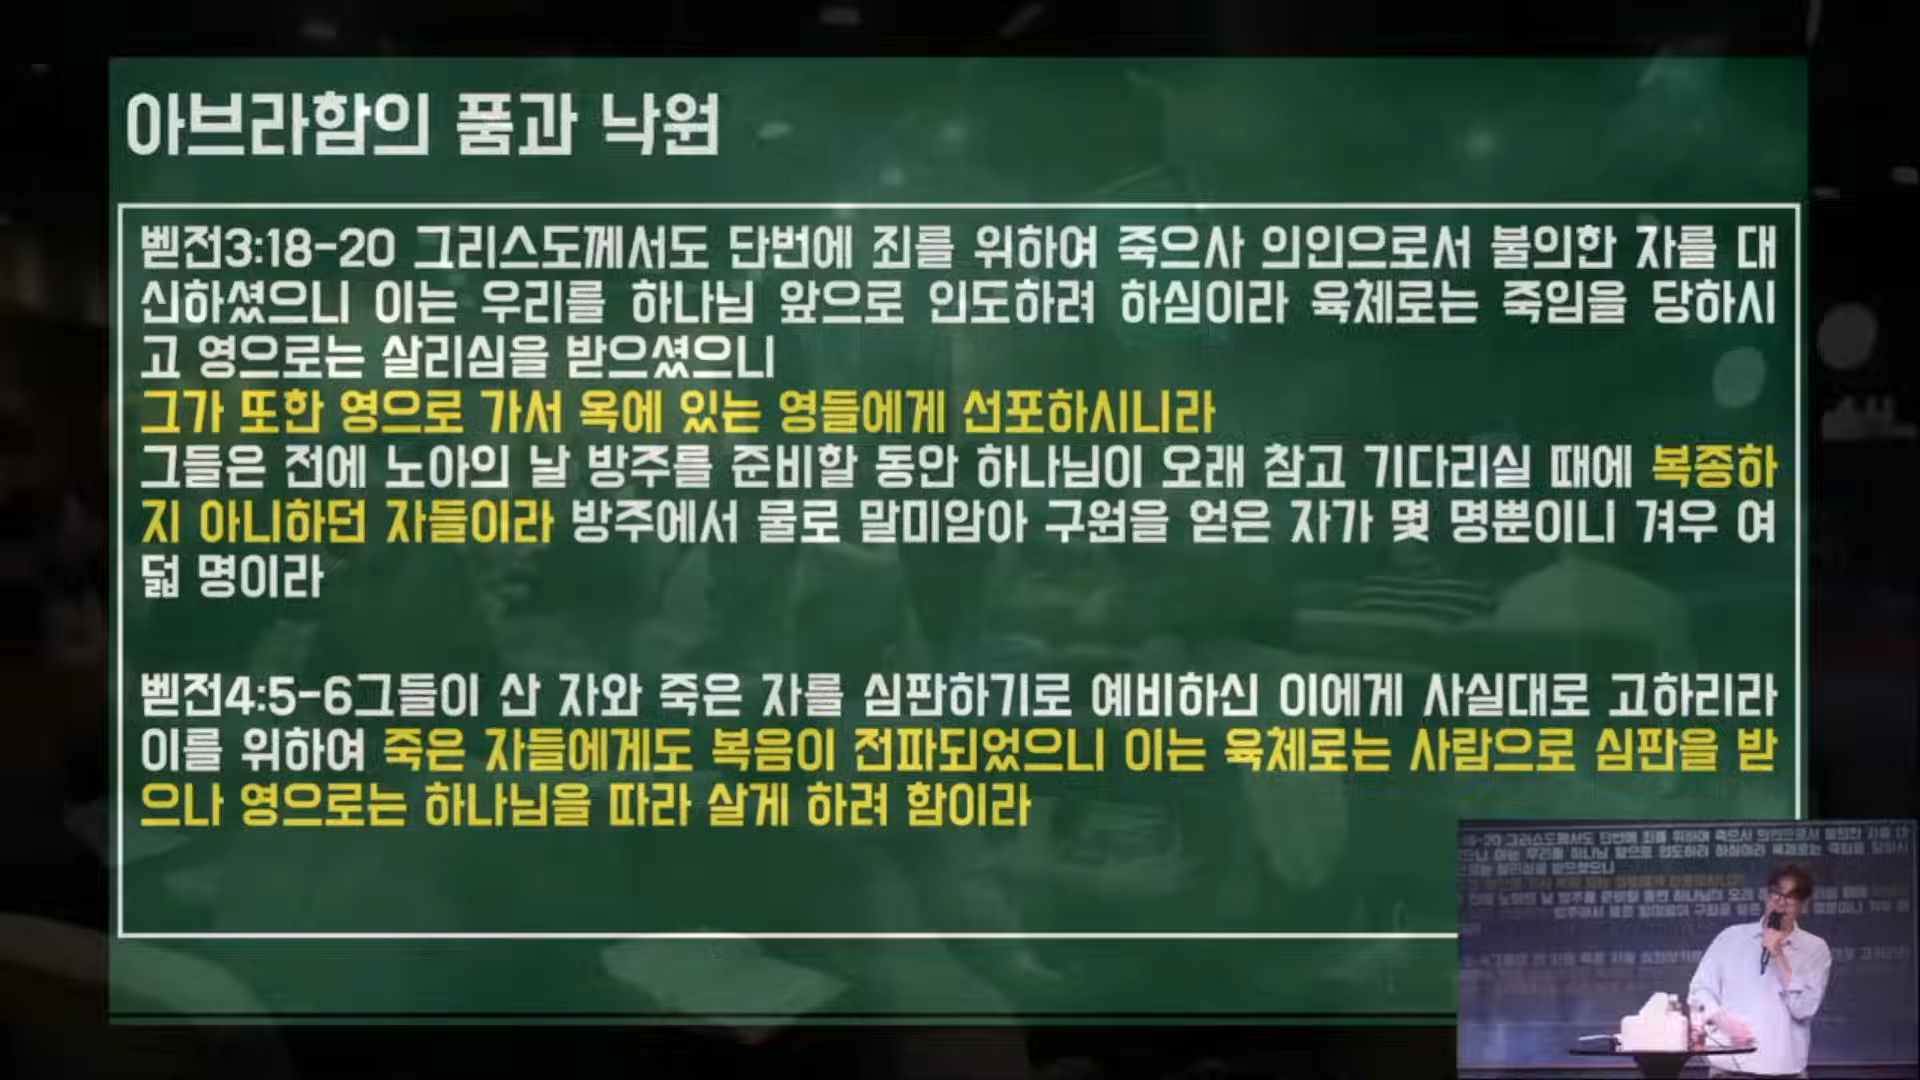 아브라함의 품과 낙원
벧전3:18-20 그리스도께서도 단번에 죄를 위하여 죽으사 의인으로서 불의한 자를 대
신하셨으니 이는 우리를 하나님 앞으로 인도하려 하심이라 육체로는 죽임을 당하시
고 영으로는 살리심을 받으셨으니
그가 또한 영으로 가서 옥에 있는 영들에게 선포하시니라
그들은 전에 노아의 날 방주를 준비할 동안 하나님이 오래 참고 기다리실 때에 복종하
지 아니하던 자들이라 방주에서 물로 말미암아 구원을 얻은 자가 몇 명뿐이니 겨우 여
덟 명이라
벧전4:5-6그들이 산 자와 죽은 자를 심판하기로 예비하신 이에게 사실대로 고하리라
이를 위하여 죽은 자들에게도 복음이 전파되었으니 이는 육체로는 사람으로 심판을 받
으나 영으로는 하나님을 따라 살게 하려 함이라